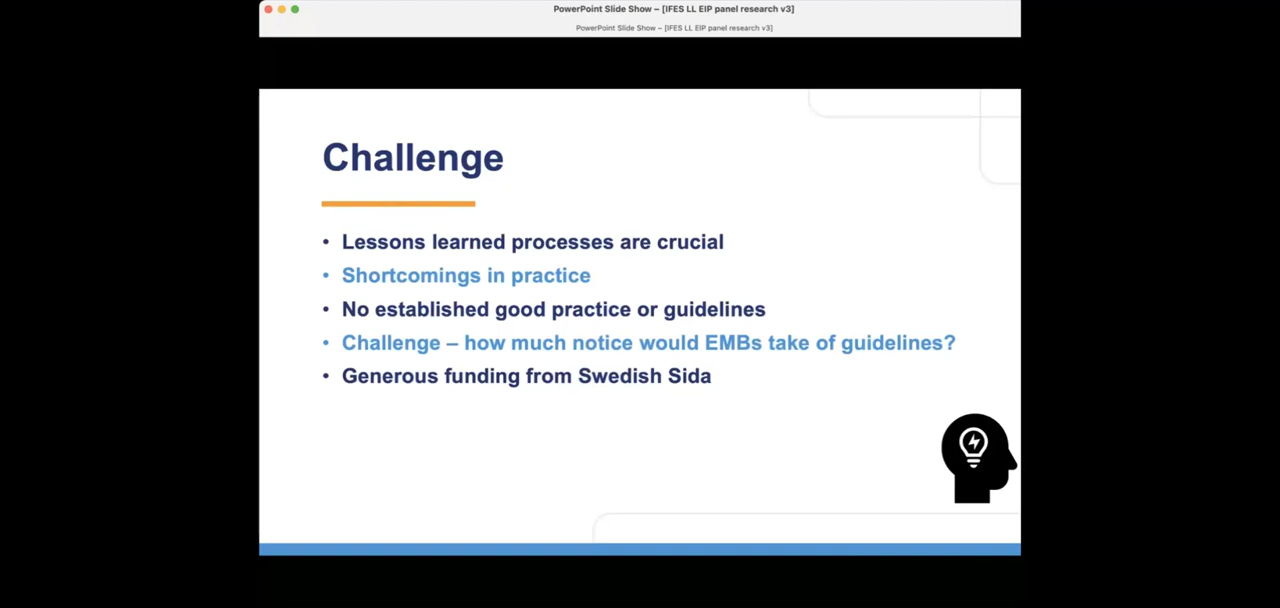 PowerPoint Slide Show – [IFES LL EIP panel research v3]
PowerPoint Slide Show – [IFES LL EIP panel research v3]
Challenge
• Lessons learned processes are crucial
• Shortcomings in practice
• No established good practice or guidelines
• Challenge – how much notice would EMBs take of guidelines?
• Generous funding from Swedish Sida